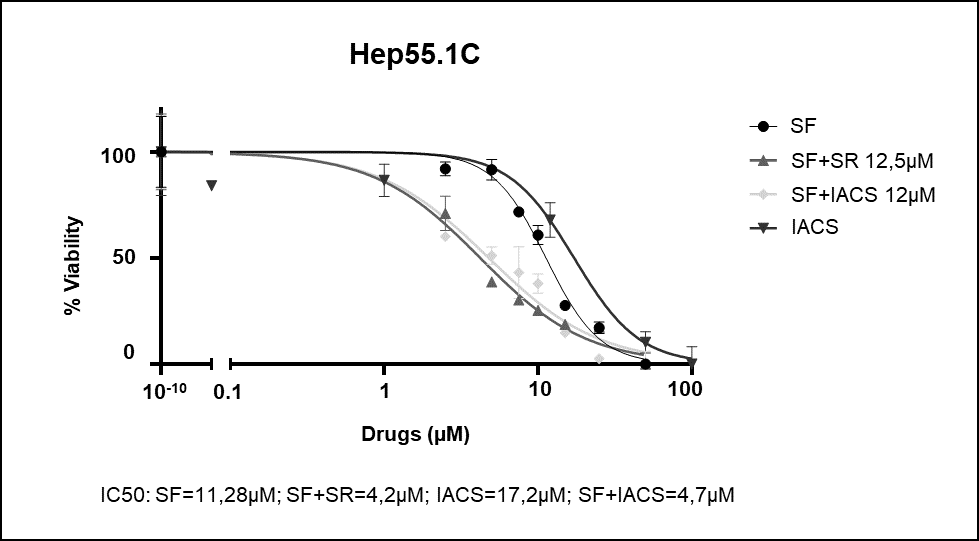 Hep55.1C
SF
SF+SR 12,5µM
SF+IACS 12µM
IACS
% Viability
100
50
0
10⁻¹⁰ 0.1 1 10 100
Drugs (µM)
IC50: SF=11,28µM; SF+SR=4,2µM; IACS=17,2µM; SF+IACS=4,7µM